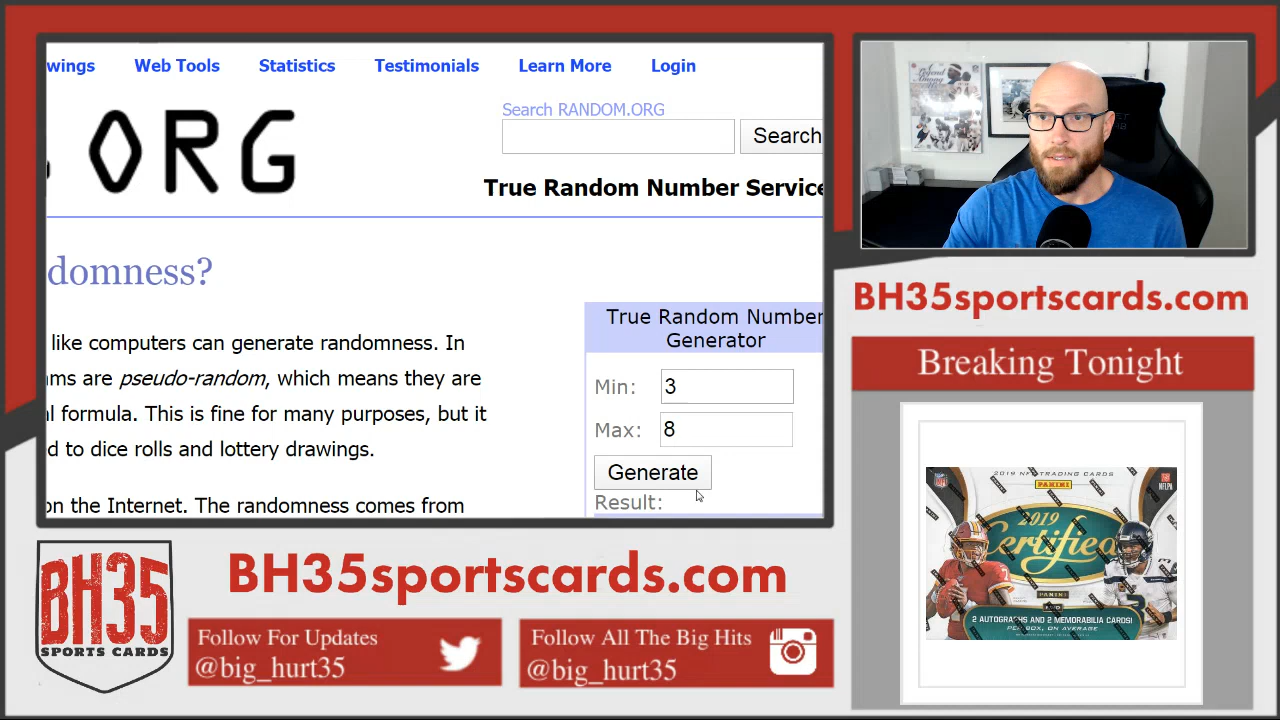 wings Web Tools Statistics Testimonials Learn More Login
Search RANDOM.ORG
ORG
Search
True Random Number Service
domness?
like computers can generate randomness. In
ms are pseudo-random, which means they are
l formula. This is fine for many purposes, but it
d to dice rolls and lottery drawings.
on the Internet. The randomness comes from
True Random Number
Generator
Min: 3
Max: 8
Generate
Result:
BH35sportscards.com
Breaking Tonight
2019 NFL TRADING CARDS
PANINI
NFLPA
2019
Certified
PANINI
2 AUTOGRAPHS AND 2 MEMORABILIA CARDS!
PER BOX, ON AVERAGE
BH35
SPORTS CARDS
BH35sportscards.com
Follow For Updates
@big_hurt35
Follow All The Big Hits
@big_hurt35